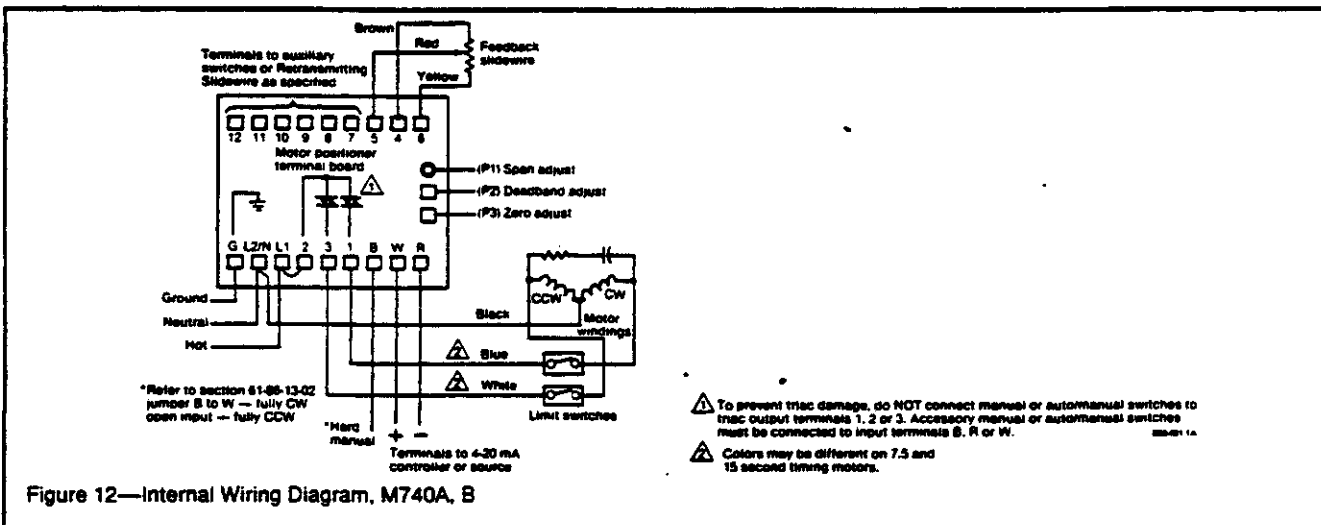 Brown
Red
Feedback
slidewire
Yellow
Terminals to auxiliary
switches or Retransmitting
Slidewire as specified
12 11 10 9 8 7 5 4 6
Motor positioner
terminal board
1
(P1) Span adjust
(P2) Deadband adjust
(P3) Zero adjust
G L2/N L1 2 3 1 B W R
CCW
CW
Motor
windings
Ground
Neutral
Hot
Black
2 Blue
2 White
Limit switches
*Refer to section 61-86-13-02
jumper B to W — fully CW
open input — fully CCW
*Hard
manual
+ −
Terminals to 4-20 mA
controller or source
1 To prevent triac damage, do NOT connect manual or auto/manual switches to
triac output terminals 1, 2 or 3. Accessory manual or auto/manual switches
must be connected to input terminals B, R or W.
2 Colors may be different on 7.5 and
15 second timing motors.
Figure 12—Internal Wiring Diagram, M740A, B